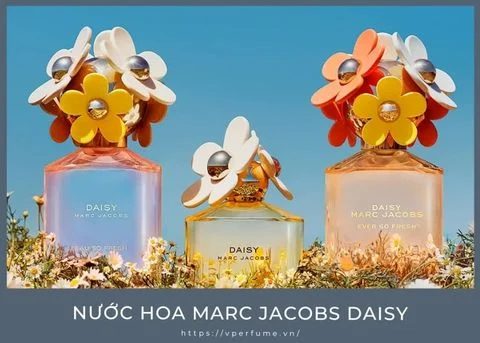 DAISY
MARC JACOBS
EAU SO FRESH
DAISY
MARC JACOBS
DAISY
MARC JACOBS
EVER SO FRESH
NƯỚC HOA MARC JACOBS DAISY
https://vperfume.vn/